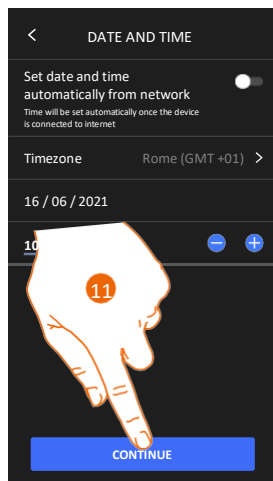 DATE AND TIME
Set date and time
automatically from network
Time will be set automatically once the device
is connected to internet
Timezone Rome (GMT +01)
16 / 06 / 2021
10
11
CONTINUE